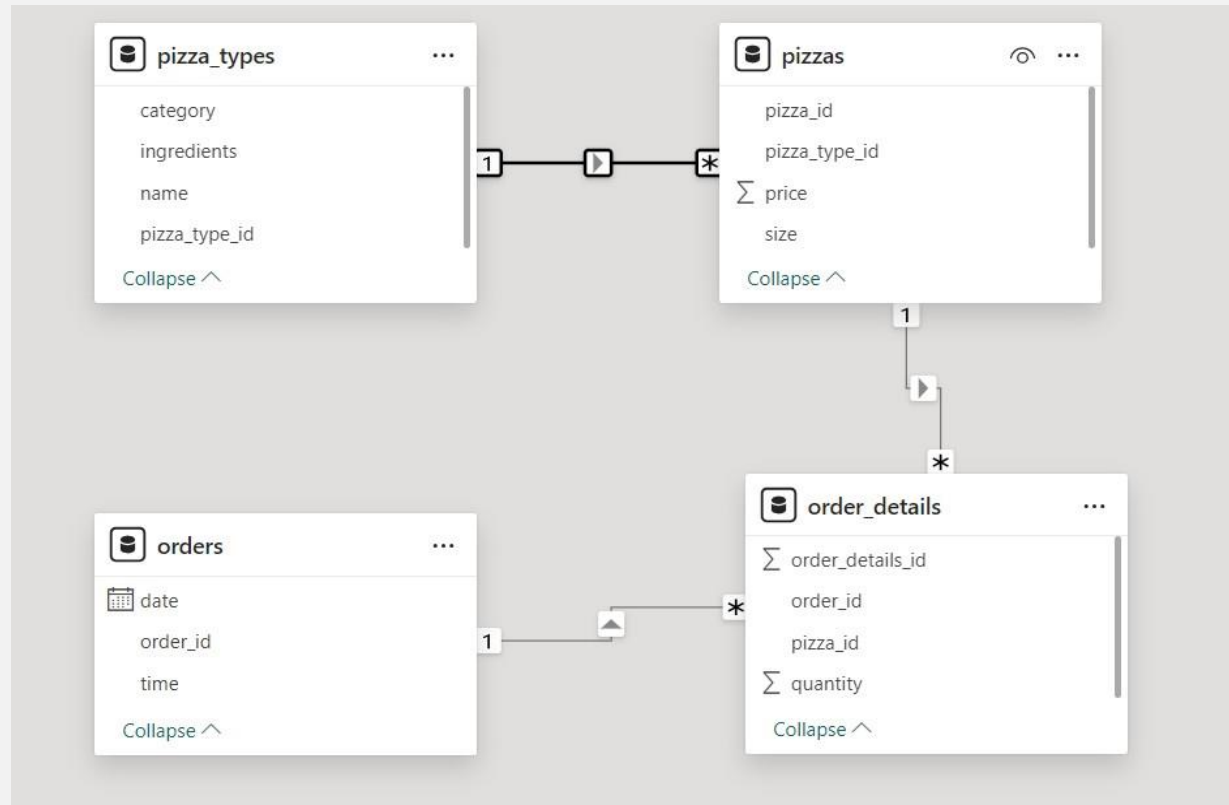 pizza_types
category
ingredients
name
pizza_type_id
Collapse
1
*
pizzas
pizza_id
pizza_type_id
∑ price
size
Collapse
1
*
orders
date
order_id
time
Collapse
1
*
order_details
∑ order_details_id
order_id
pizza_id
∑ quantity
Collapse